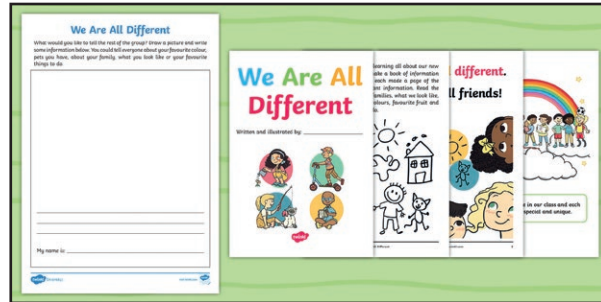 We Are All Different
What would you like to tell the rest of the group? Draw a picture and write
some information below. You could tell everyone about your favourite colour,
pets you have, about your family, what you look like or your favourite
things to do.
My name is:
twinkl
We Are All
Different
Written and illustrated by:
twinkl
learning all about our new
ake a book of information
each made a page of the
ant information. Read the
families, what we look like,
colours, favourite fruit and
different.
ll friends!
e in our class and each
special and unique.